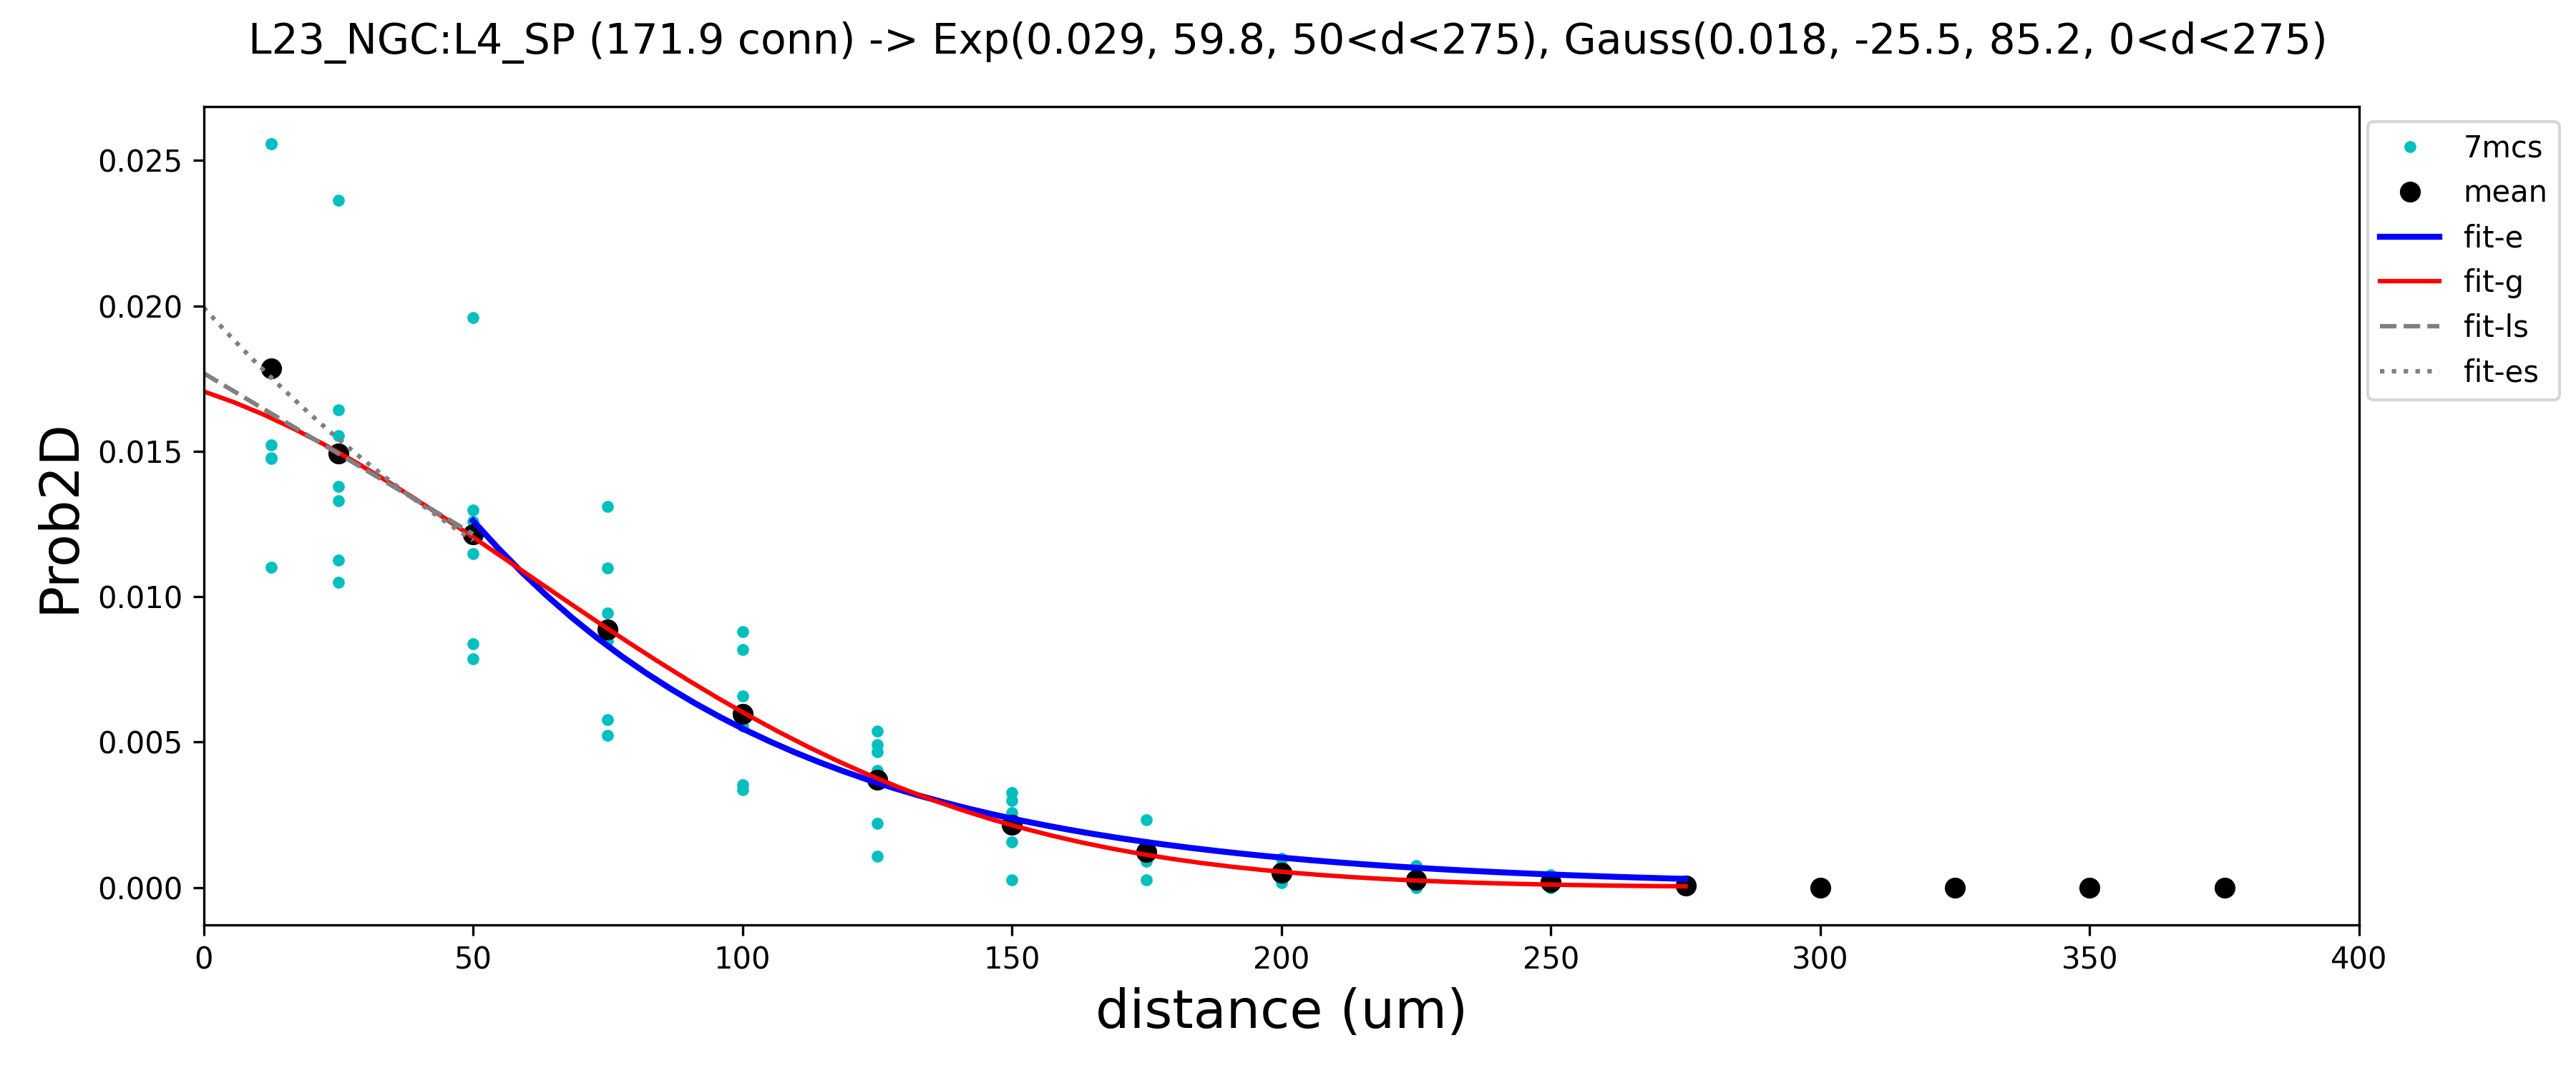 L23_NGC:L4_SP (171.9 conn) -> Exp(0.029, 59.8, 50<d<275), Gauss(0.018, -25.5, 85.2, 0<d<275)
0.025
0.020
0.015
0.010
0.005
0.000
Prob2D
0 50 100 150 200 250 300 350 400
distance (um)
7mcs
mean
fit-e
fit-g
fit-ls
fit-es